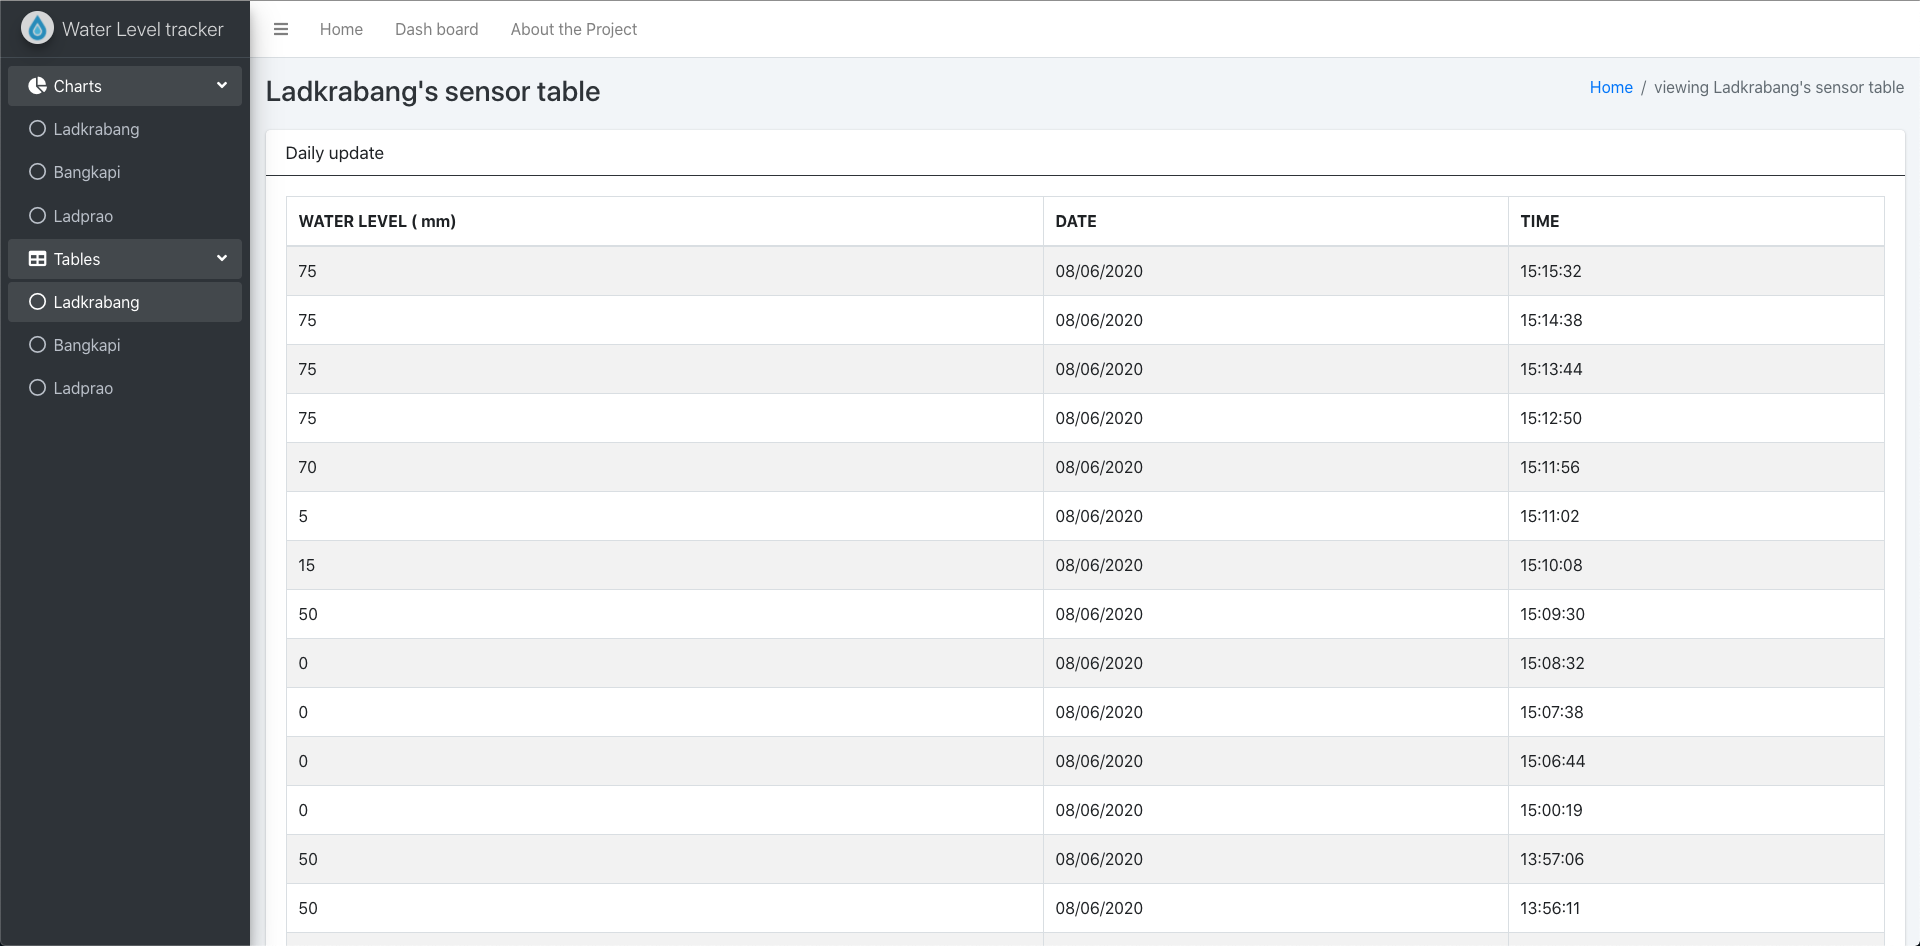 Water Level tracker
Home Dash board About the Project
Charts
Ladkrabang
Bangkapi
Ladprao
Tables
Ladkrabang
Bangkapi
Ladprao
Ladkrabang's sensor table
Home / viewing Ladkrabang's sensor table
Daily update
WATER LEVEL ( mm) DATE TIME
75 08/06/2020 15:15:32
75 08/06/2020 15:14:38
75 08/06/2020 15:13:44
75 08/06/2020 15:12:50
70 08/06/2020 15:11:56
5 08/06/2020 15:11:02
15 08/06/2020 15:10:08
50 08/06/2020 15:09:30
0 08/06/2020 15:08:32
0 08/06/2020 15:07:38
0 08/06/2020 15:06:44
0 08/06/2020 15:00:19
50 08/06/2020 13:57:06
50 08/06/2020 13:56:11